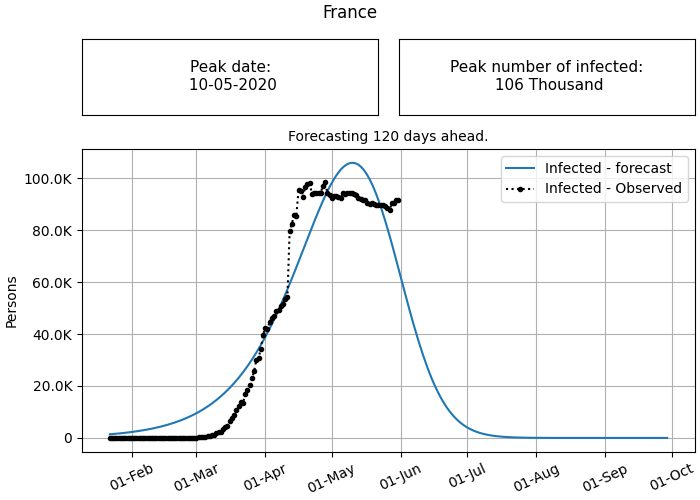 France
Peak date:
10-05-2020
Peak number of infected:
106 Thousand
Forecasting 120 days ahead.
Infected - forecast
Infected - Observed
Persons
100.0K
80.0K
60.0K
40.0K
20.0K
0
01-Feb
01-Mar
01-Apr
01-May
01-Jun
01-Jul
01-Aug
01-Sep
01-Oct